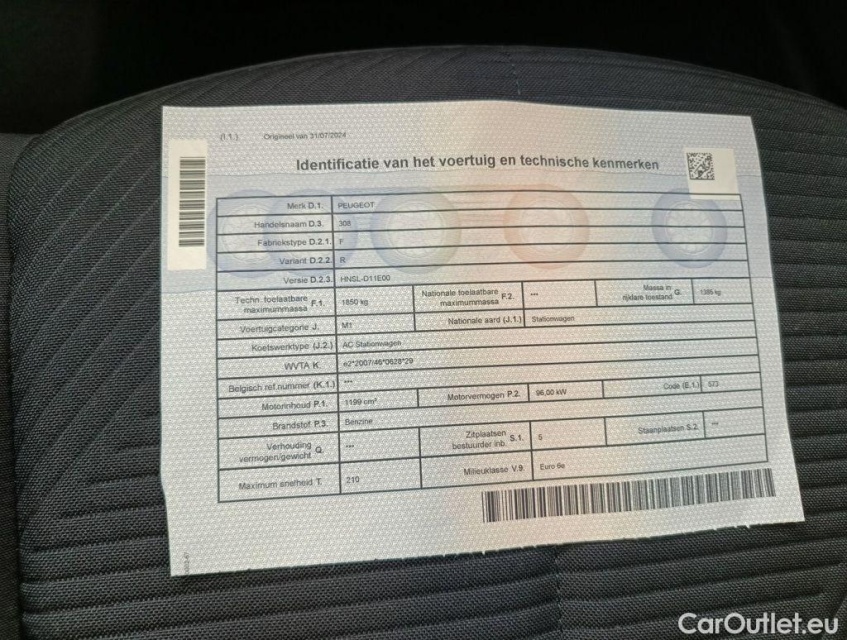 (I.1.) Origineel van 31/07/2024
Identificatie van het voertuig en technische kenmerken
Merk D.1. PEUGEOT
Handelsnaam D.3. 308
Fabriekstype D.2.1. F
Variant D.2.2. R
Versie D.2.3. HNSL-D11E00
Techn. toelaatbare maximummassa F.1. 1850 kg Nationale toelaatbare maximummassa F.2. --- Massa in rijklare toestand G. 1386 kg
Voertuigcategorie J. M1 Nationale aard (J.1.) Stationwagen
Koetswerktype (J.2.) AC Stationwagen
WVTA K. e2*2007/46*0628*29
Belgisch ref nummer (K.1.) ---
Motorinhoud P.1. 1199 cm³ Motorvermogen P.2. 96,00 kW Code (E.1.) 573
Brandstof P.3. Benzine
Verhouding vermogen/gewicht Q. --- Zitplaatsen bestuurder inb. S.1. 5 Staanplaatsen S.2. ---
Maximum snelheid T. 210 Milieuklasse V.9. Euro 6e
CarOutlet.eu